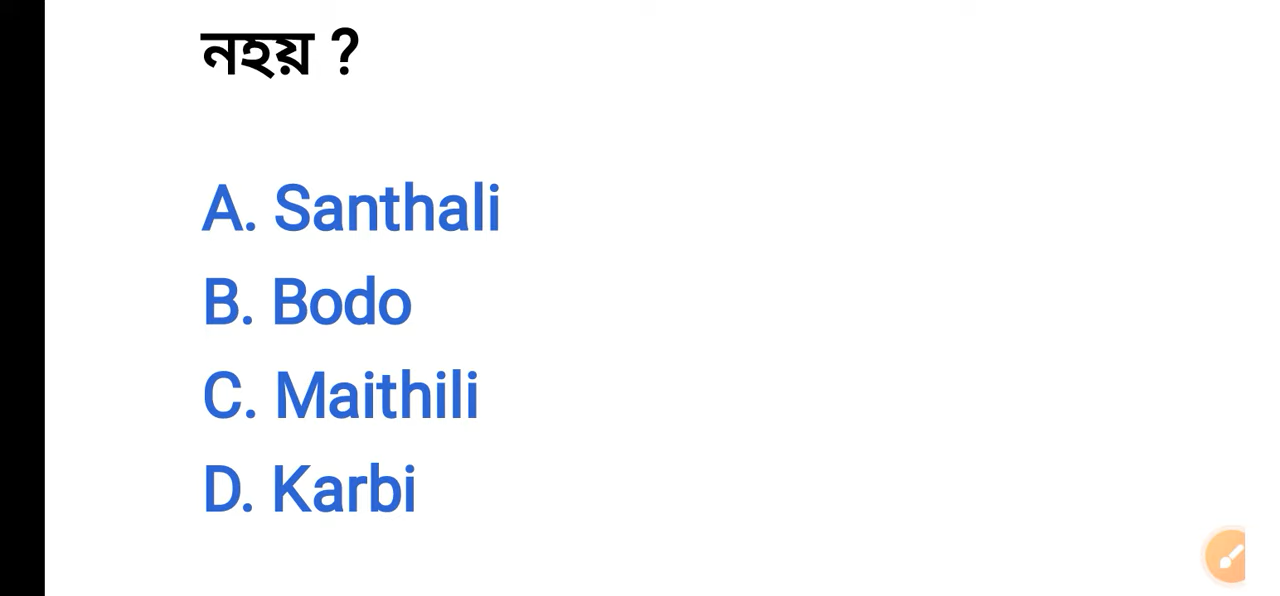 নহয় ?
A. Santhali
B. Bodo
C. Maithili
D. Karbi